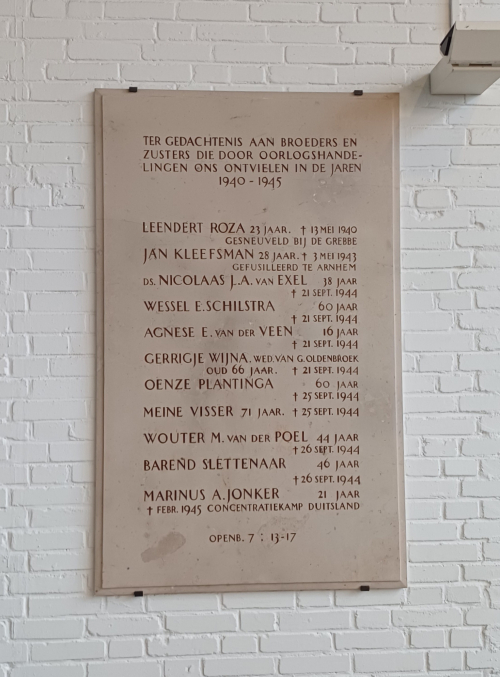 TER GEDACHTENIS AAN BROEDERS EN
ZUSTERS DIE DOOR OORLOGSHANDE-
LINGEN ONS ONTVIELEN IN DE JAREN
1940 - 1945
LEENDERT ROZA 23 JAAR. † 13 MEI 1940
GESNEUVELD BIJ DE GREBBE
JAN KLEEFSMAN 28 JAAR. † 3 MEI 1943
GEFUSILLEERD TE ARNHEM
DS. NICOLAAS J.A. VAN EXEL 38 JAAR
† 21 SEPT. 1944
WESSEL E. SCHILSTRA 60 JAAR
† 21 SEPT. 1944
AGNESE E. VAN DER VEEN 16 JAAR
† 21 SEPT. 1944
GERRIGJE WIJNA, WED. VAN G. OLDENBROEK
OUD 66 JAAR. † 21 SEPT. 1944
OENZE PLANTINGA 60 JAAR
† 25 SEPT. 1944
MEINE VISSER 71 JAAR. † 25 SEPT. 1944
WOUTER M. VAN DER POEL 44 JAAR
† 26 SEPT. 1944
BAREND SLETTENAAR 46 JAAR
† 26 SEPT. 1944
MARINUS A. JONKER 21 JAAR
† FEBR. 1945 CONCENTRATIEKAMP DUITSLAND
OPENB. 7 : 13-17